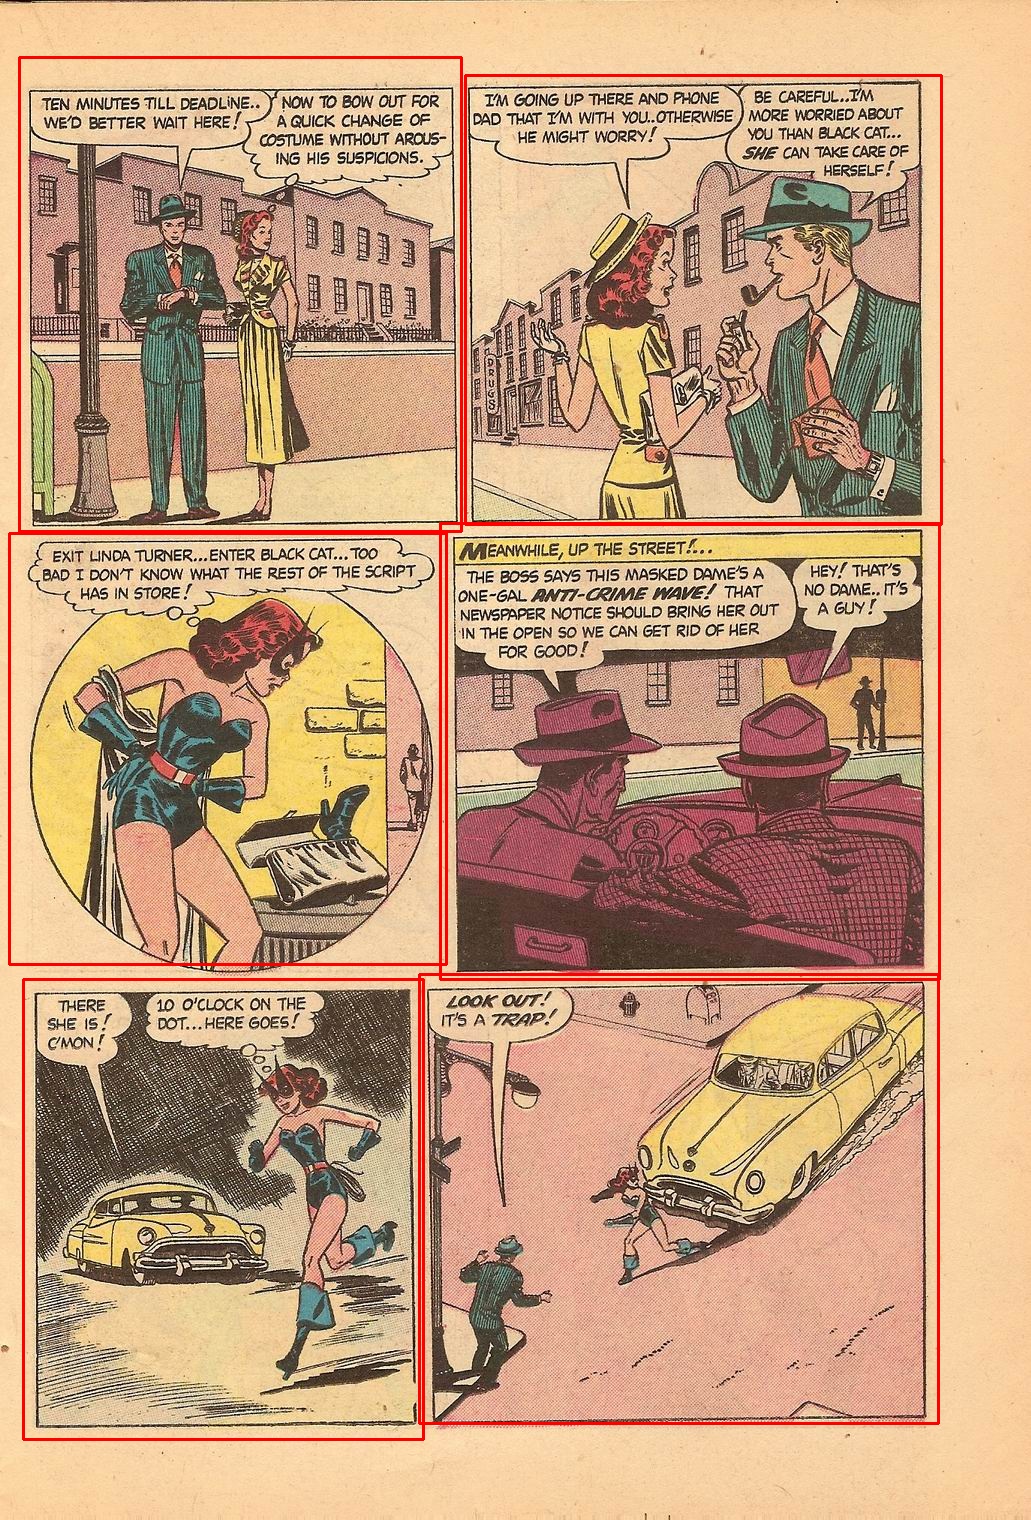 TEN MINUTES TILL DEADLINE..
WE'D BETTER WAIT HERE!
NOW TO BOW OUT FOR
A QUICK CHANGE OF
COSTUME WITHOUT AROUS-
ING HIS SUSPICIONS.
I'M GOING UP THERE AND PHONE
DAD THAT I'M WITH YOU..OTHERWISE
HE MIGHT WORRY!
BE CAREFUL..I'M
MORE WORRIED ABOUT
YOU THAN BLACK CAT...
SHE CAN TAKE CARE OF
HERSELF!
DRUGS
EXIT LINDA TURNER...ENTER BLACK CAT...TOO
BAD I DON'T KNOW WHAT THE REST OF THE SCRIPT
HAS IN STORE!
MEANWHILE, UP THE STREET!...
THE BOSS SAYS THIS MASKED DAME'S A
ONE-GAL ANTI-CRIME WAVE! THAT
NEWSPAPER NOTICE SHOULD BRING HER OUT
IN THE OPEN SO WE CAN GET RID OF HER
FOR GOOD!
HEY! THAT'S
NO DAME.. IT'S
A GUY!
THERE
SHE IS!
C'MON!
10 O'CLOCK ON THE
DOT...HERE GOES!
LOOK OUT!
IT'S A TRAP!